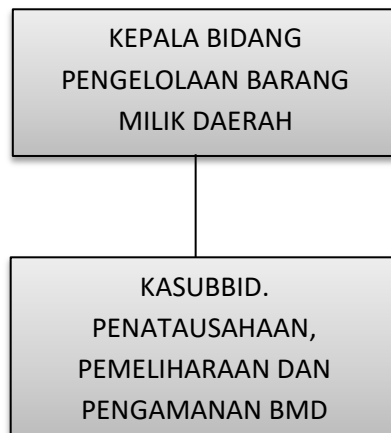 KEPALA BIDANG
PENGELOLAAN BARANG
MILIK DAERAH
KASUBBID.
PENATAUSAHAAN,
PEMELIHARAAN DAN
PENGAMANAN BMD